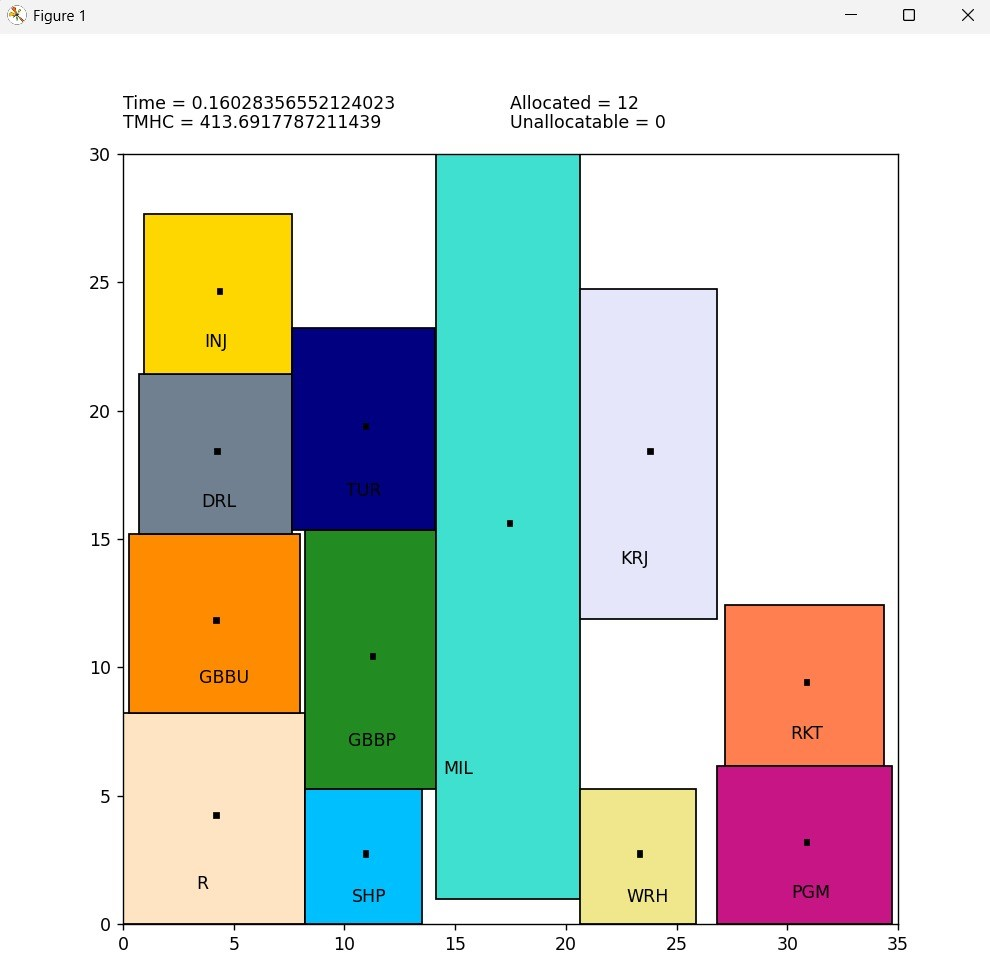 Figure 1
Time = 0.16028356552124023
TMHC = 413.6917787211439
Allocated = 12
Unallocatable = 0
30
25
20
15
10
5
0
INJ
DRL
TUR
KRJ
GBBU
GBBP
MIL
RKT
R
SHP
WRH
PGM
0 5 10 15 20 25 30 35